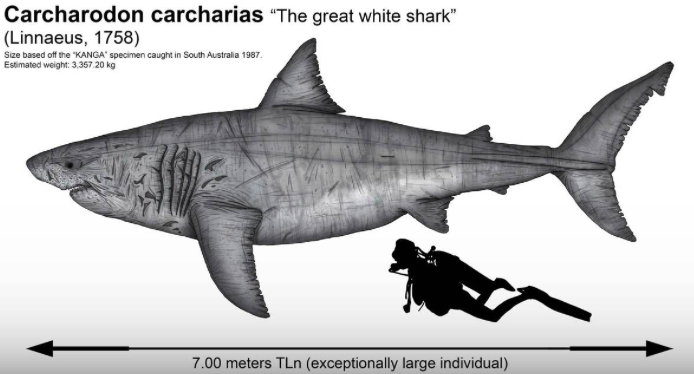 Carcharodon carcharias “The great white shark”
(Linnaeus, 1758)
Size based off the “KANGA” specimen caught in South Australia 1987.
Estimated weight: 3,357.20 kg
7.00 meters TLn (exceptionally large individual)